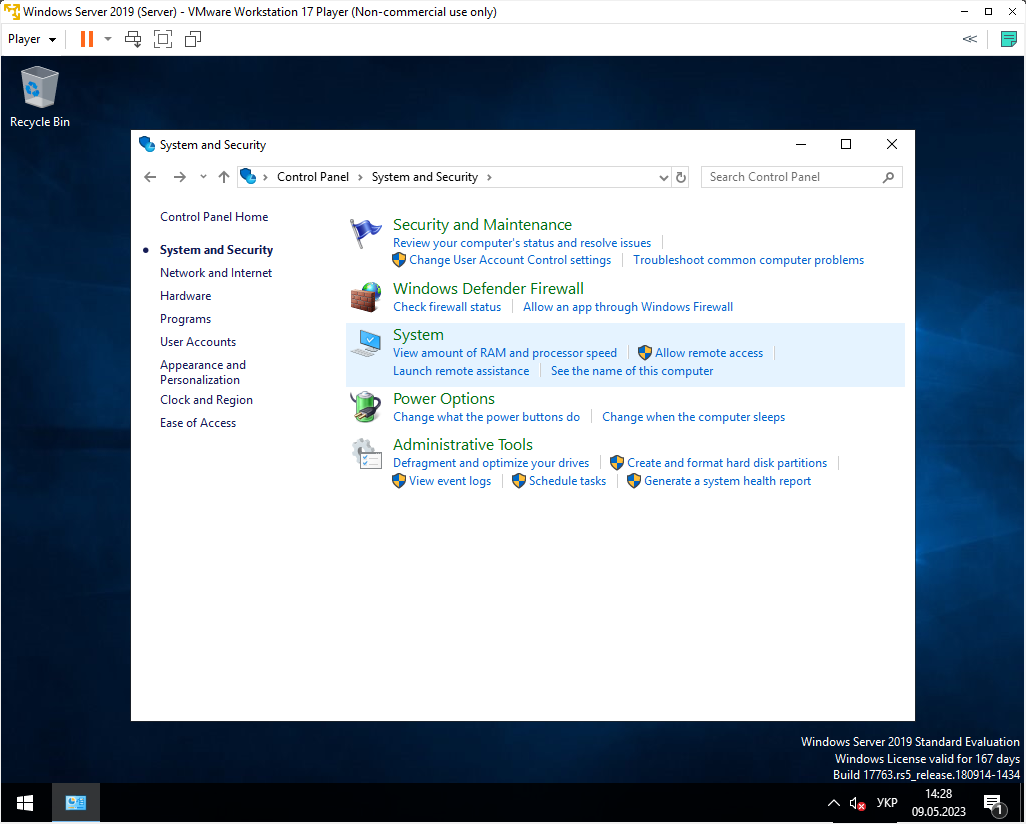 Windows Server 2019 (Server) - VMware Workstation 17 Player (Non-commercial use only)
Player
Recycle Bin
System and Security
Control Panel System and Security
Search Control Panel
Control Panel Home
System and Security
Network and Internet
Hardware
Programs
User Accounts
Appearance and
Personalization
Clock and Region
Ease of Access
Security and Maintenance
Review your computer's status and resolve issues
Change User Account Control settings Troubleshoot common computer problems
Windows Defender Firewall
Check firewall status Allow an app through Windows Firewall
System
View amount of RAM and processor speed Allow remote access
Launch remote assistance See the name of this computer
Power Options
Change what the power buttons do Change when the computer sleeps
Administrative Tools
Defragment and optimize your drives Create and format hard disk partitions
View event logs Schedule tasks Generate a system health report
Windows Server 2019 Standard Evaluation
Windows License valid for 167 days
Build 17763.rs5_release.180914-1434
УКР
14:28
09.05.2023
1